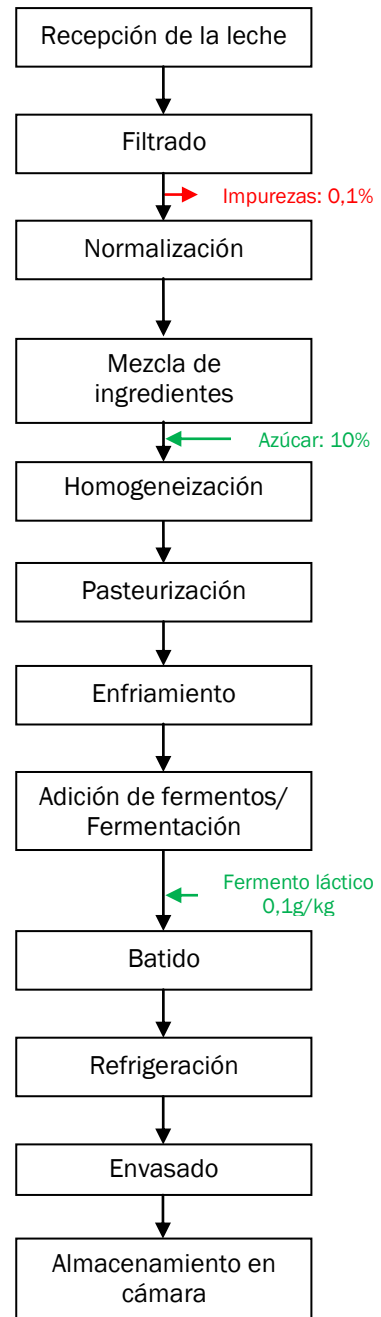 Recepción de la leche
Filtrado
Impurezas: 0,1%
Normalización
Mezcla de
ingredientes
Azúcar: 10%
Homogeneización
Pasteurización
Enfriamiento
Adición de fermentos/
Fermentación
Fermento láctico
0,1g/kg
Batido
Refrigeración
Envasado
Almacenamiento en
cámara